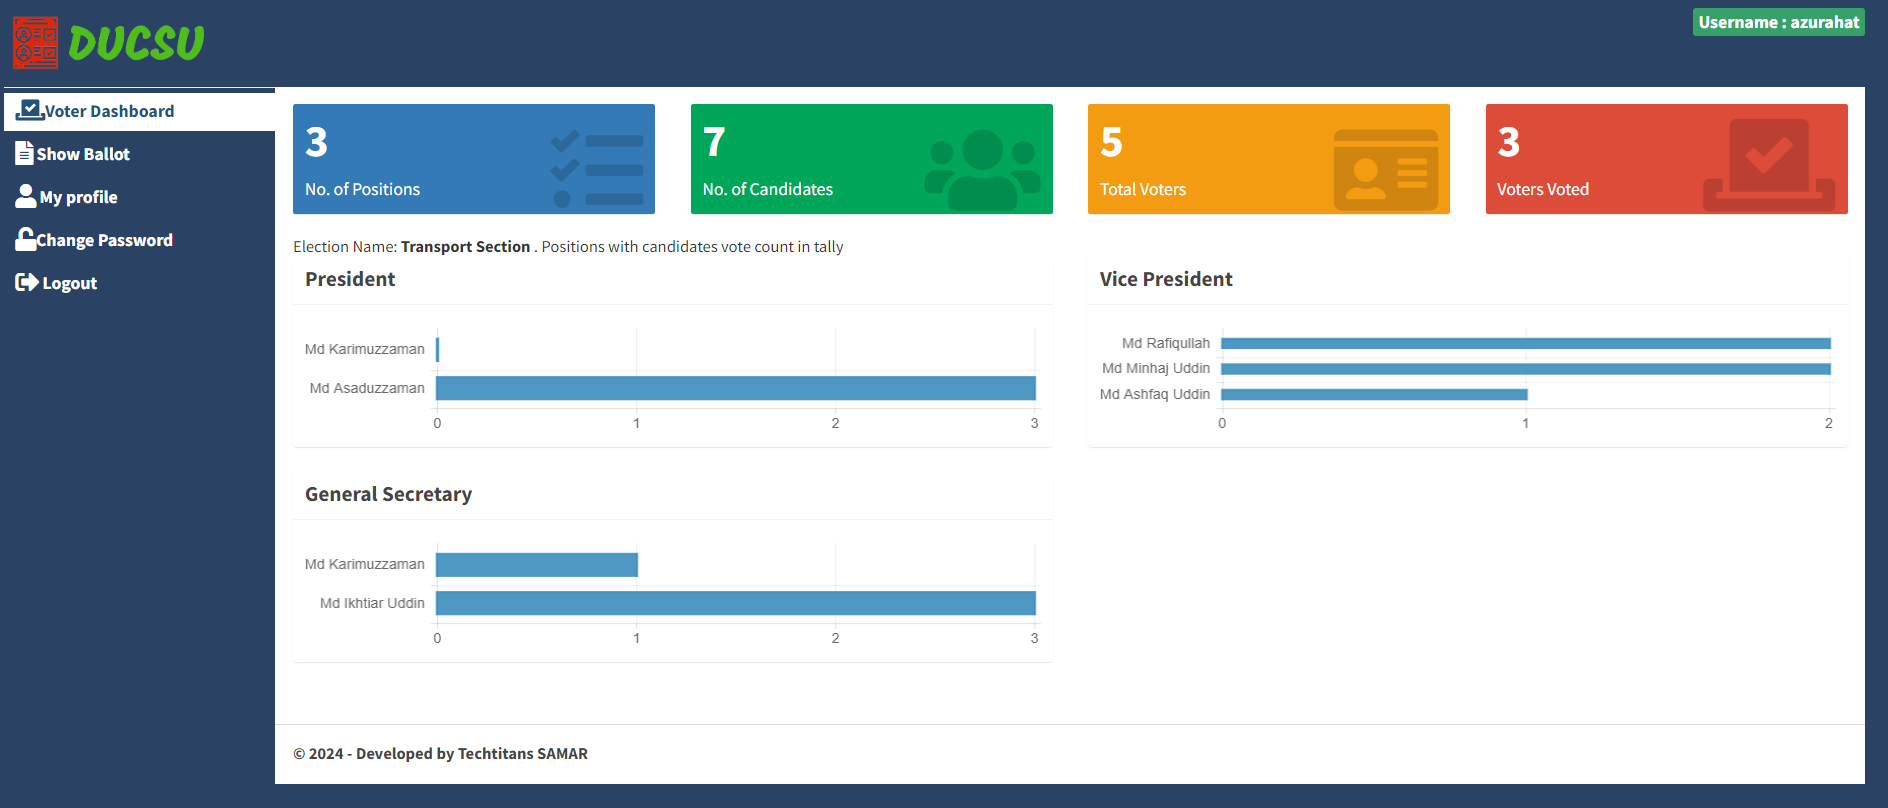 DUCSU
Username : azurahat
Voter Dashboard
Show Ballot
My profile
Change Password
Logout
3
No. of Positions
7
No. of Candidates
5
Total Voters
3
Voters Voted
Election Name: Transport Section . Positions with candidates vote count in tally
President
Md Karimuzzaman
Md Asaduzzaman
0 1 2 3
Vice President
Md Rafiqullah
Md Minhaj Uddin
Md Ashfaq Uddin
0 1 2
General Secretary
Md Karimuzzaman
Md Ikhtiar Uddin
0 1 2 3
© 2024 - Developed by Techtitans SAMAR